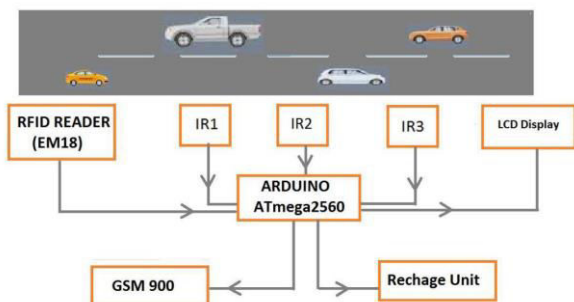 RFID READER
(EM18)
IR1
IR2
IR3
LCD Display
ARDUINO
ATmega2560
GSM 900
Rechage Unit